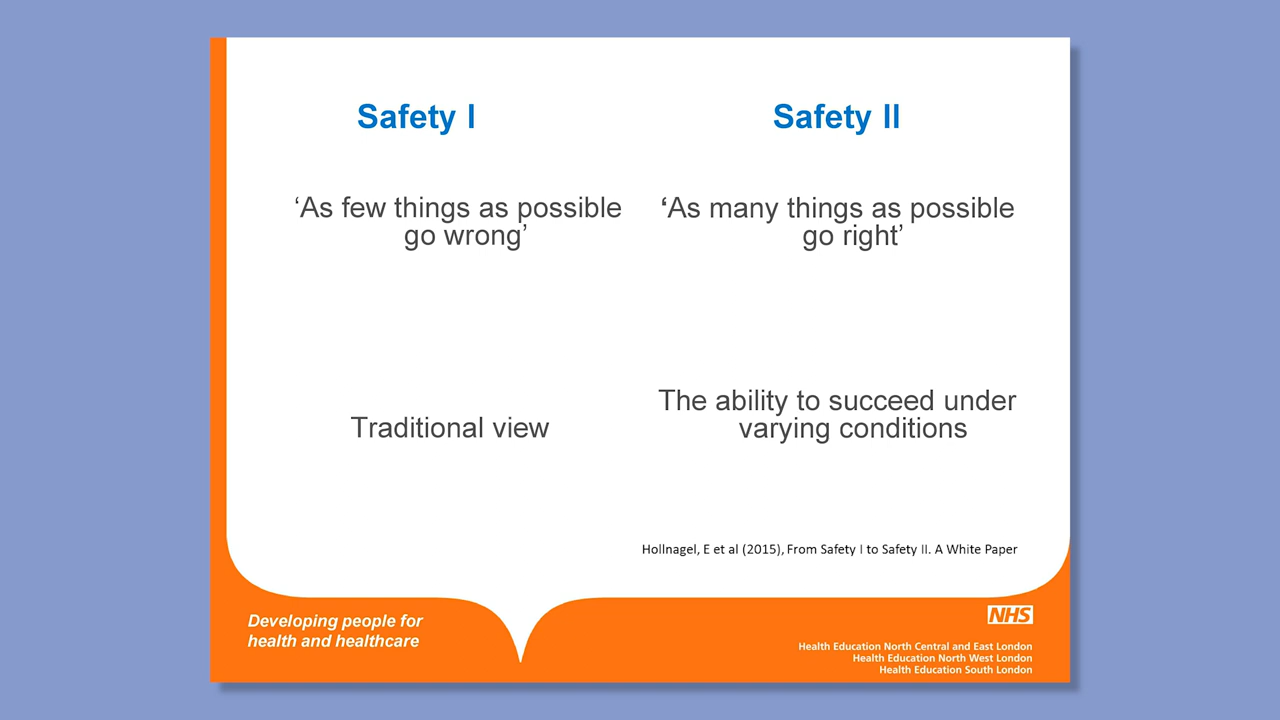 Safety I
Safety II
‘As few things as possible
go wrong’
‘As many things as possible
go right’
Traditional view
The ability to succeed under
varying conditions
Hollnagel, E et al (2015), From Safety I to Safety II. A White Paper
Developing people for
health and healthcare
NHS
Health Education North Central and East London
Health Education North West London
Health Education South London